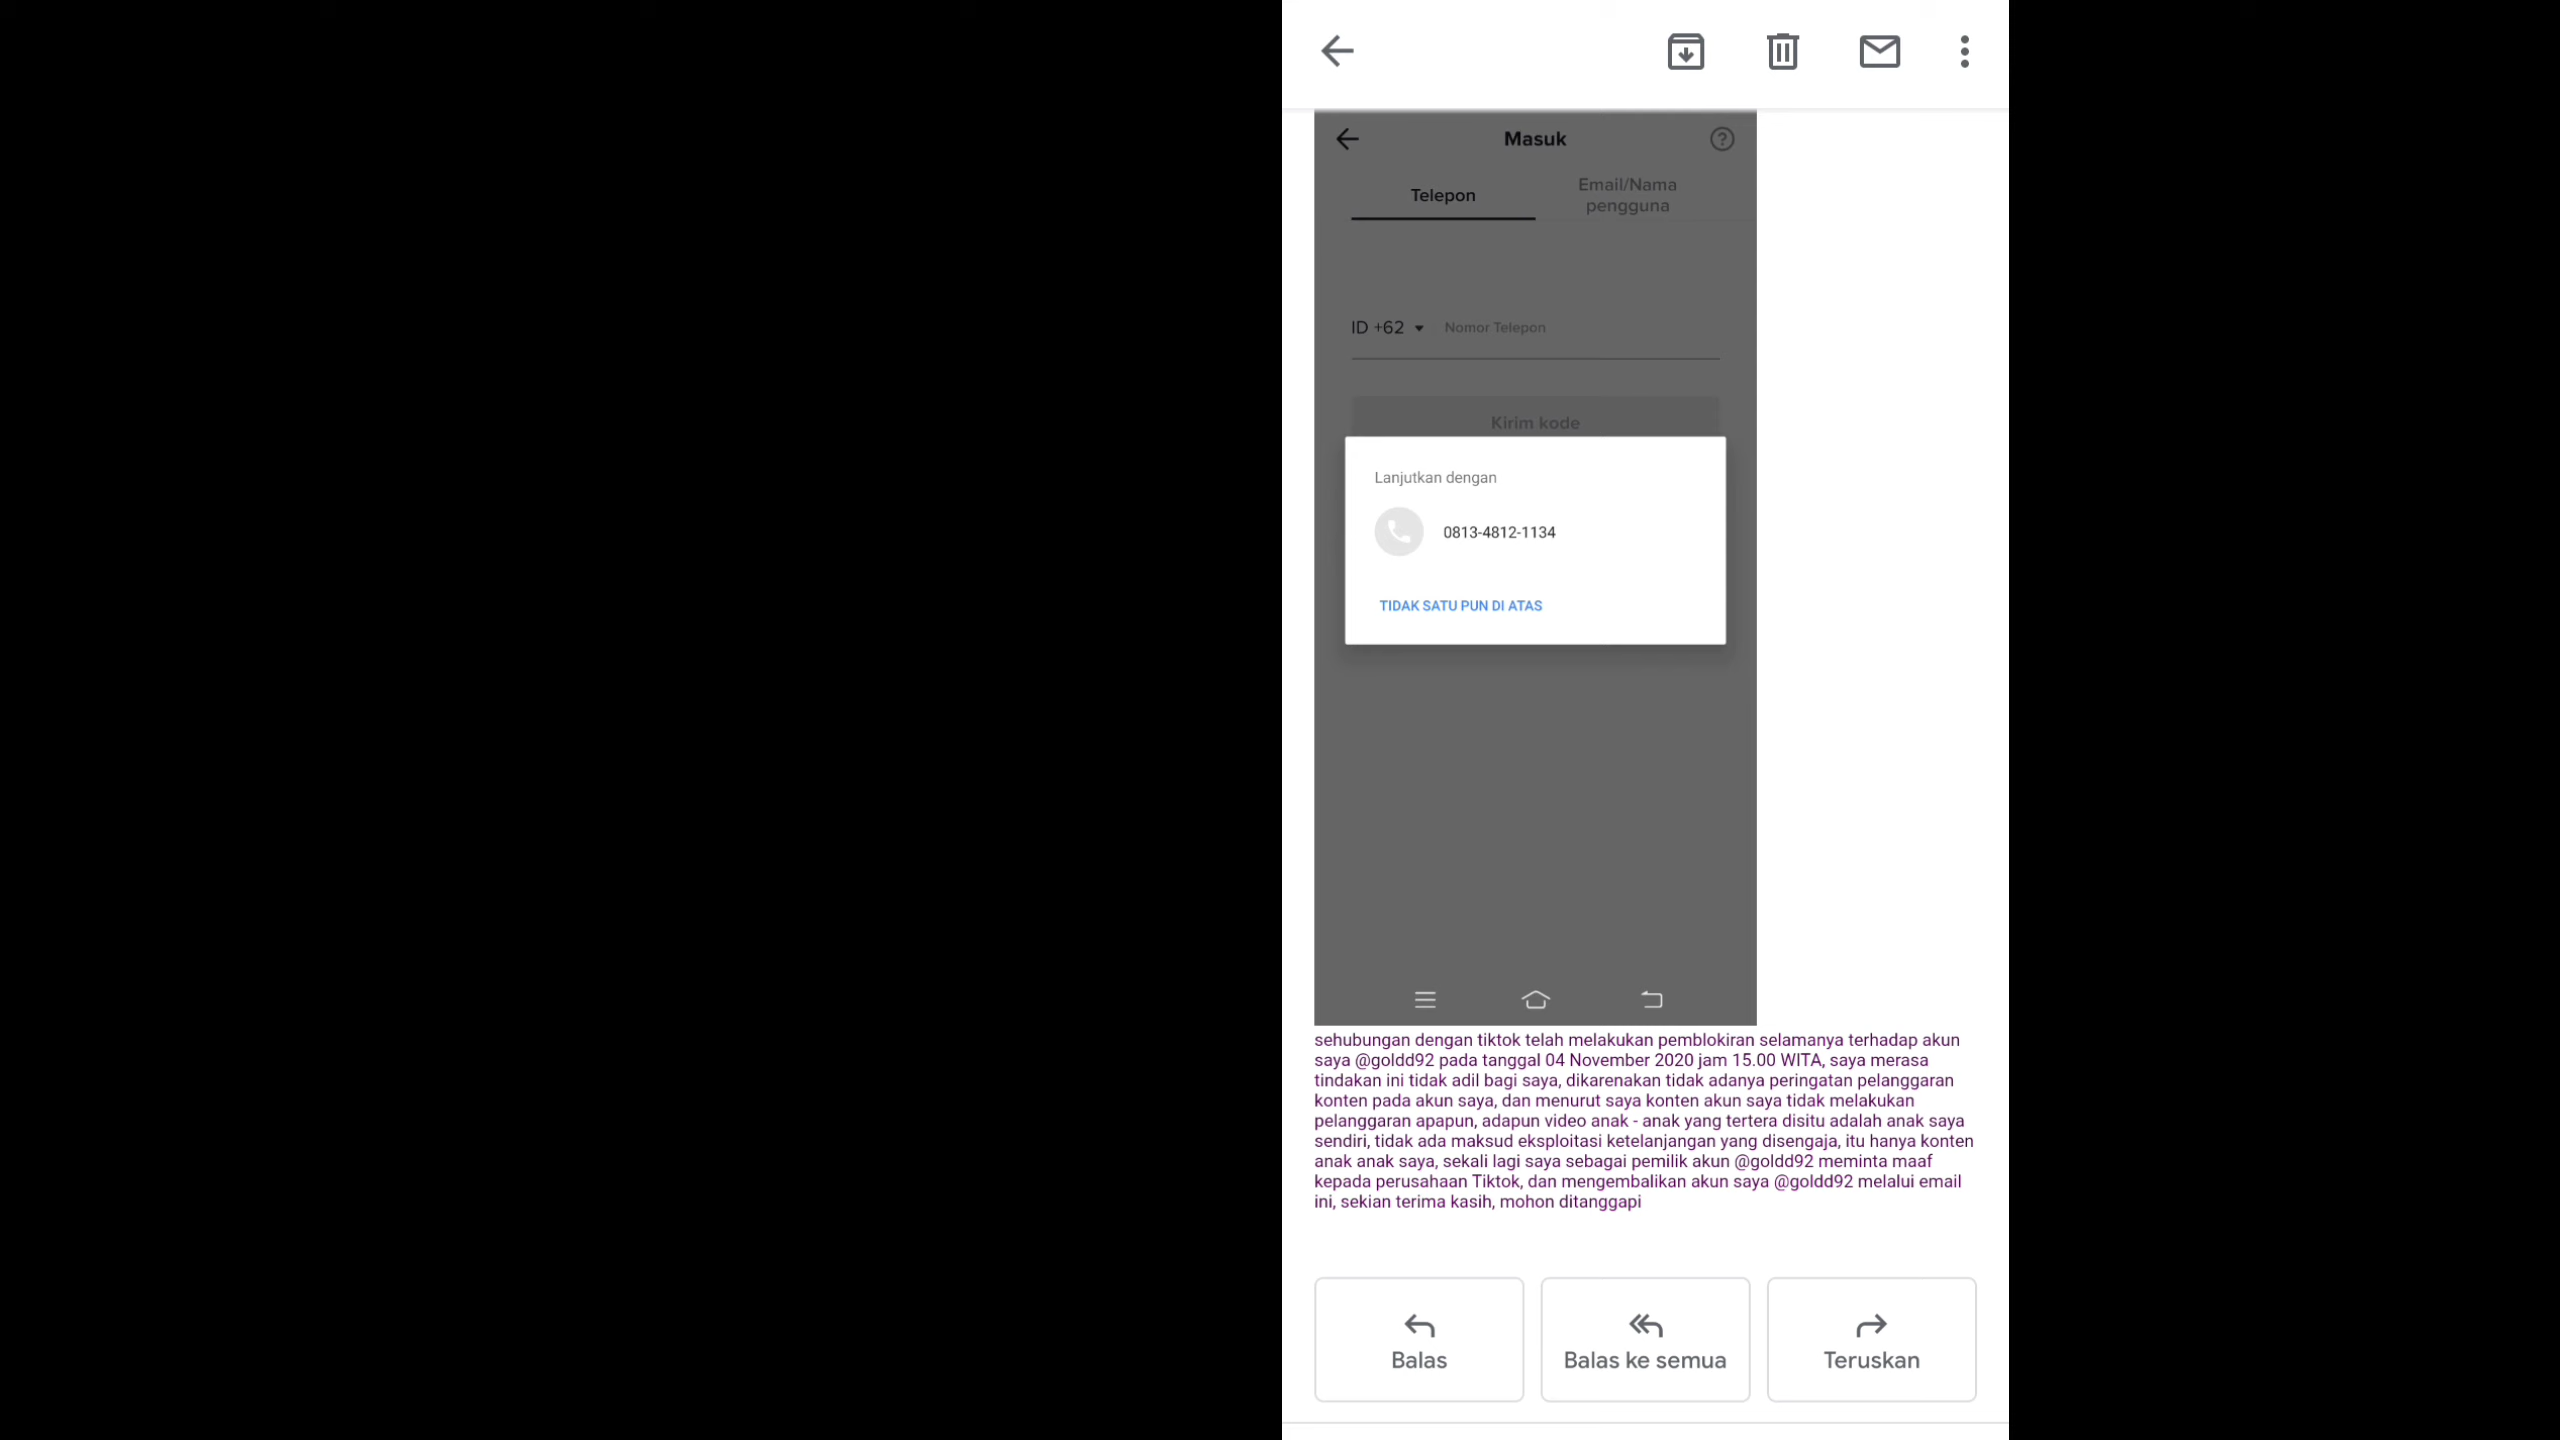 Masuk
Telepon
Email/Nama
pengguna
ID +62
Nomor Telepon
Kirim kode
Lanjutkan dengan
0813-4812-1134
TIDAK SATU PUN DI ATAS
sehubungan dengan tiktok telah melakukan pemblokiran selamanya terhadap akun
saya @goldd92 pada tanggal 04 November 2020 jam 15.00 WITA, saya merasa
tindakan ini tidak adil bagi saya, dikarenakan tidak adanya peringatan pelanggaran
konten pada akun saya, dan menurut saya konten akun saya tidak melakukan
pelanggaran apapun, adapun video anak - anak yang tertera disitu adalah anak saya
sendiri, tidak ada maksud eksploitasi ketelanjangan yang disengaja, itu hanya konten
anak anak saya, sekali lagi saya sebagai pemilik akun @goldd92 meminta maaf
kepada perusahaan Tiktok, dan mengembalikan akun saya @goldd92 melalui email
ini, sekian terima kasih, mohon ditanggapi
Balas
Balas ke semua
Teruskan